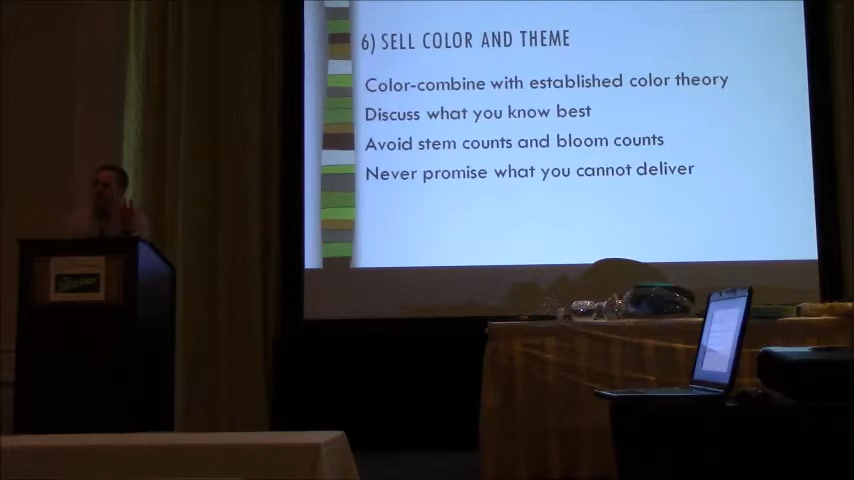 6) SELL COLOR AND THEME
Color-combine with established color theory
Discuss what you know best
Avoid stem counts and bloom counts
Never promise what you cannot deliver